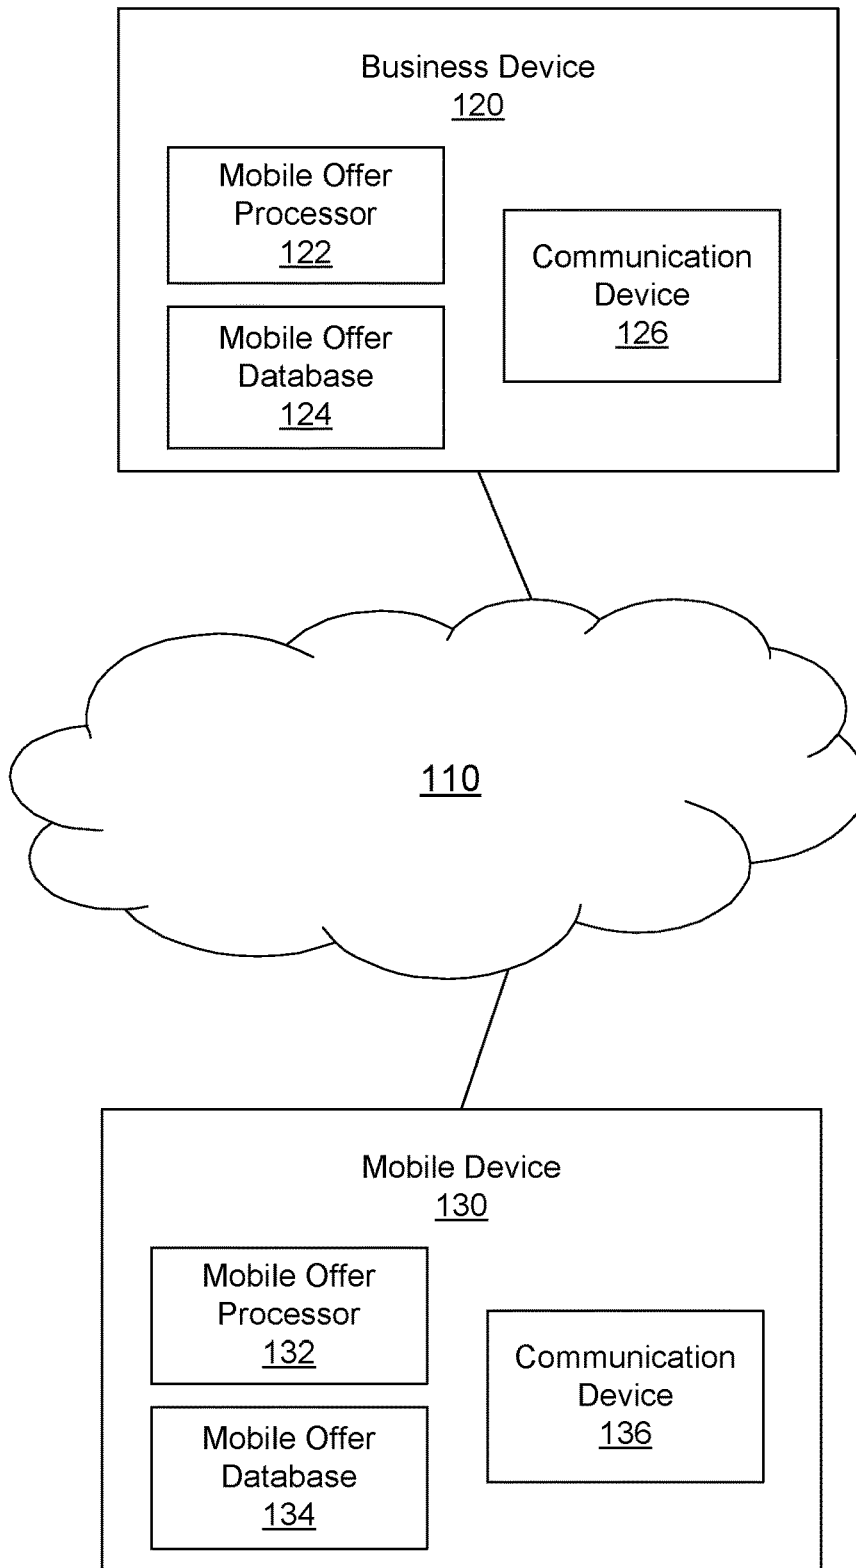 Business Device
120
Mobile Offer
Processor
122
Communication
Device
126
Mobile Offer
Database
124
110
Mobile Device
130
Mobile Offer
Processor
132
Communication
Device
136
Mobile Offer
Database
134